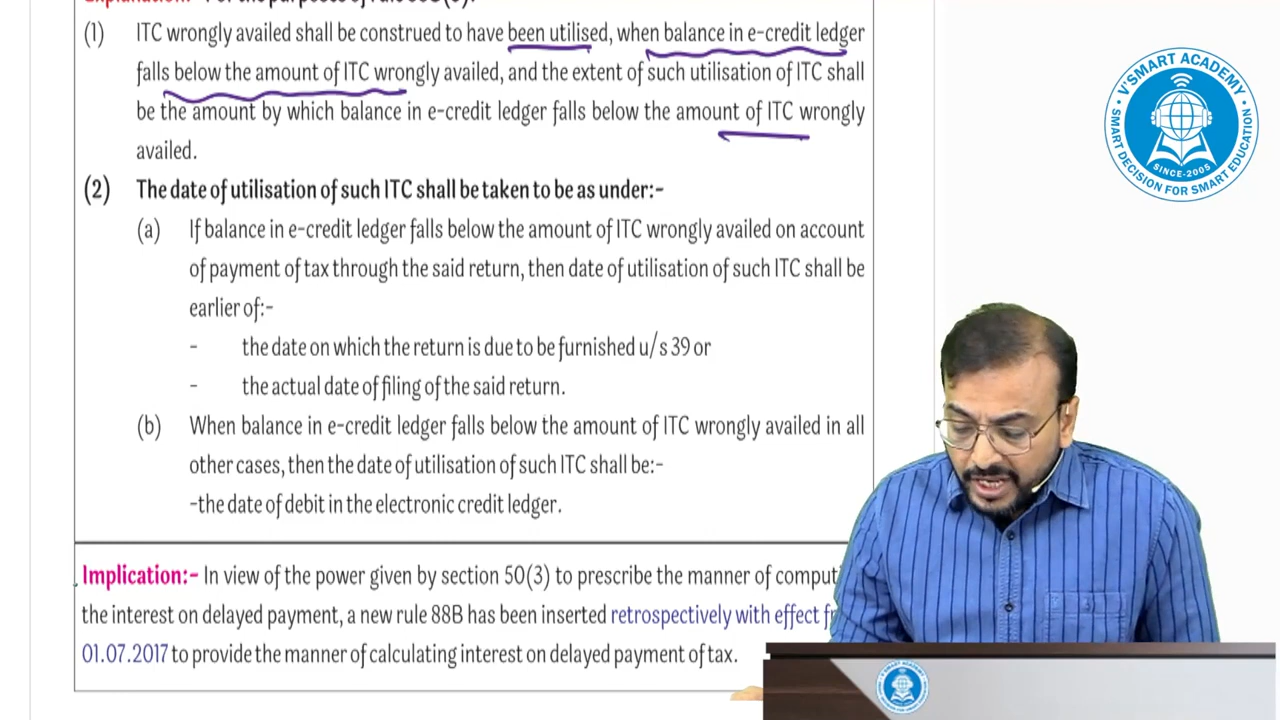 (1) ITC wrongly availed shall be construed to have been utilised, when balance in e-credit ledger
falls below the amount of ITC wrongly availed, and the extent of such utilisation of ITC shall
be the amount by which balance in e-credit ledger falls below the amount of ITC wrongly
availed.
(2) The date of utilisation of such ITC shall be taken to be as under:-
(a) If balance in e-credit ledger falls below the amount of ITC wrongly availed on account
of payment of tax through the said return, then date of utilisation of such ITC shall be
earlier of:-
- the date on which the return is due to be furnished u/s 39 or
- the actual date of filing of the said return.
(b) When balance in e-credit ledger falls below the amount of ITC wrongly availed in all
other cases, then the date of utilisation of such ITC shall be:-
-the date of debit in the electronic credit ledger.
Implication:- In view of the power given by section 50(3) to prescribe the manner of
the interest on delayed payment, a new rule 88B has been inserted retrospectively with effect
01.07.2017 to provide the manner of calculating interest on delayed payment of tax.
V'SMART ACADEMY
SINCE-2005
SMART DECISION FOR SMART EDUCATION